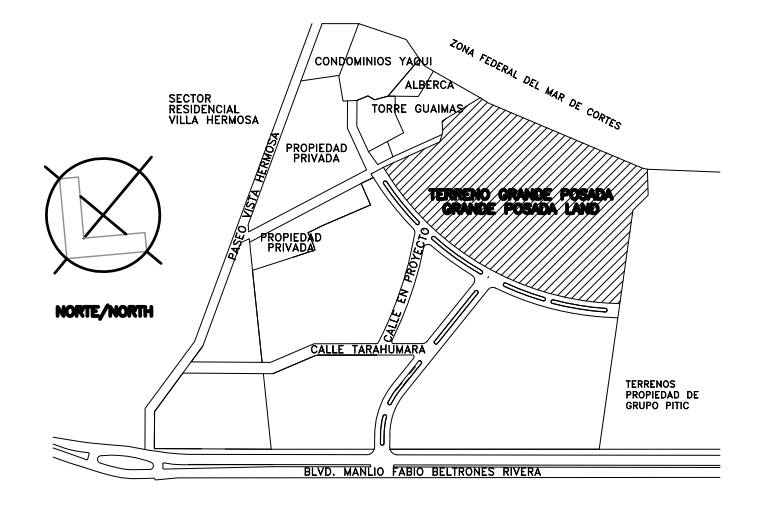 ZONA FEDERAL DEL MAR DE CORTES
CONDOMINIOS YAQUI
ALBERCA
SECTOR
RESIDENCIAL
VILLA HERMOSA
TORRE GUAIMAS
PROPIEDAD
PRIVADA
PASEO VISTA HERMOSA
TERRENO GRANDE POSADA
GRANDE POSADA LAND
PROPIEDAD
PRIVADA
CALLE EN PROYECTO
NORTE/NORTH
CALLE TARAHUMARA
TERRENOS
PROPIEDAD DE
GRUPO PITIC
BLVD. MANLIO FABIO BELTRONES RIVERA